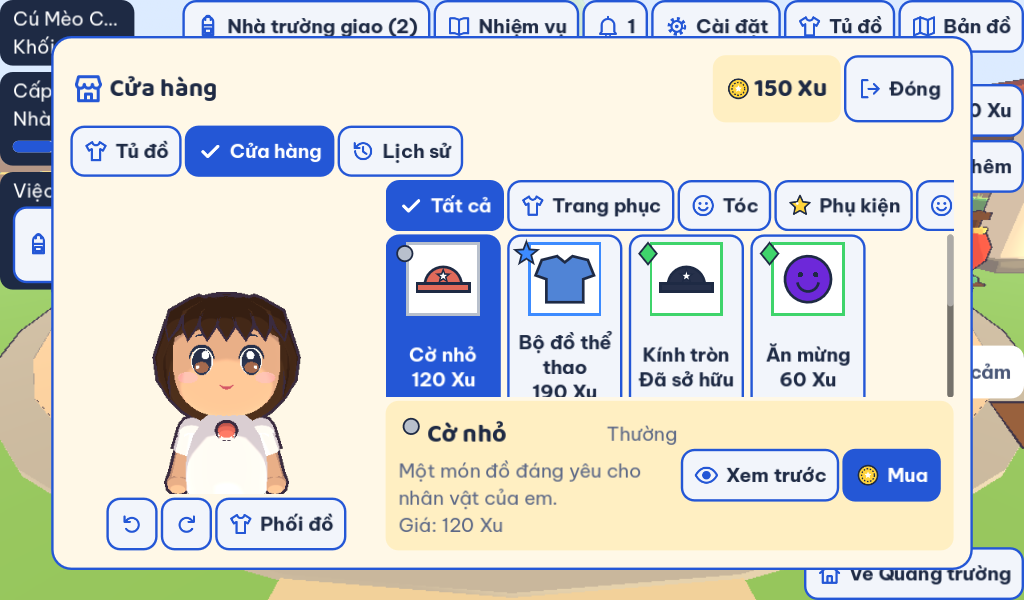 Cú Mèo C...
Nhà trường giao (2)
Nhiệm vụ
1
Cài đặt
Tủ đồ
Bản đồ
Khối
Cửa hàng
150 Xu
Đóng
Cấp
Nhà
0 Xu
Tủ đồ
Cửa hàng
Lịch sử
hêm
Việc
Tất cả
Trang phục
Tóc
Phụ kiện
Cờ nhỏ
120 Xu
Bộ đồ thể
thao
190 Xu
Kính tròn
Đã sở hữu
Ăn mừng
60 Xu
cảm
Cờ nhỏ
Thường
Một món đồ đáng yêu cho
nhân vật của em.
Giá: 120 Xu
Xem trước
Mua
Phối đồ
Về Quảng trường